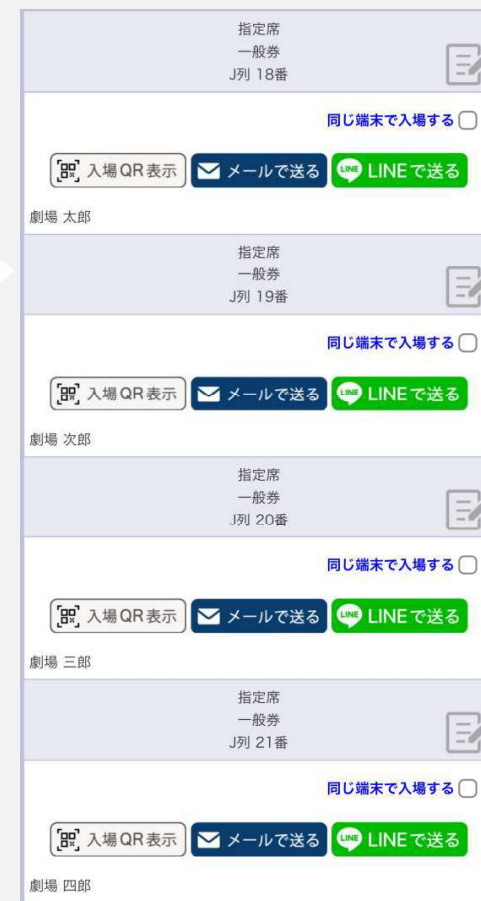 指定席
一般券
J列 18番
同じ端末で入場する
入場QR表示 メールで送る LINE LINEで送る
劇場 太郎
指定席
一般券
J列 19番
同じ端末で入場する
入場QR表示 メールで送る LINE LINEで送る
劇場 次郎
指定席
一般券
J列 20番
同じ端末で入場する
入場QR表示 メールで送る LINE LINEで送る
劇場 三郎
指定席
一般券
J列 21番
同じ端末で入場する
入場QR表示 メールで送る LINE LINEで送る
劇場 四郎